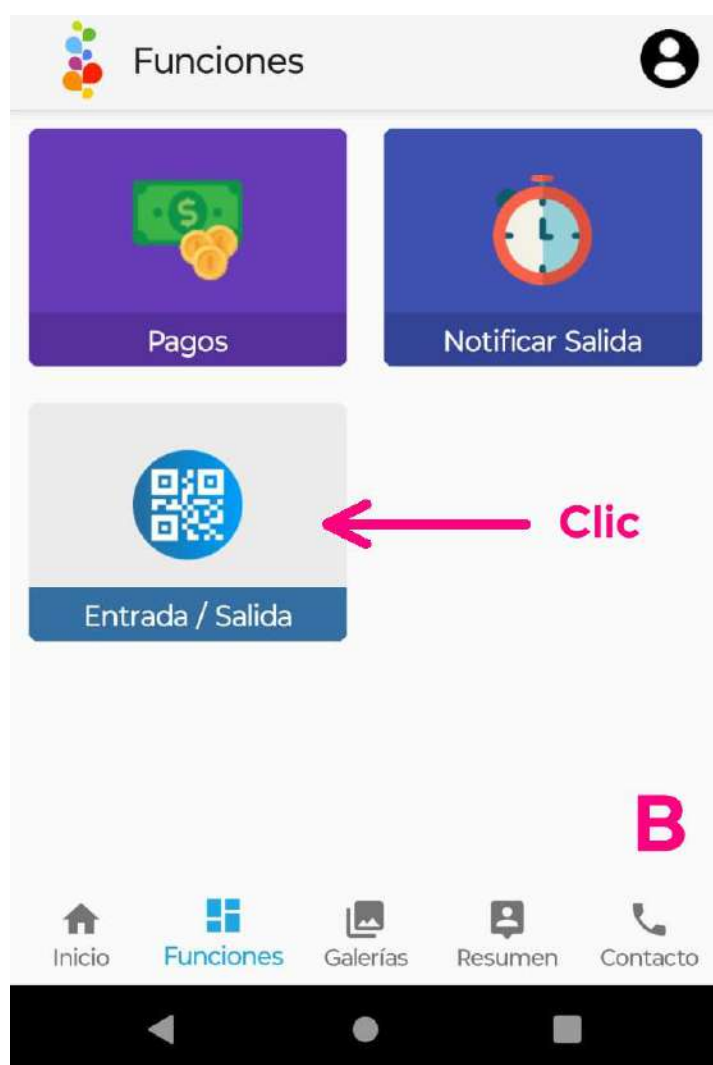 Funciones
Pagos
Notificar Salida
Clic
Entrada / Salida
B
Inicio
Funciones
Galerías
Resumen
Contacto